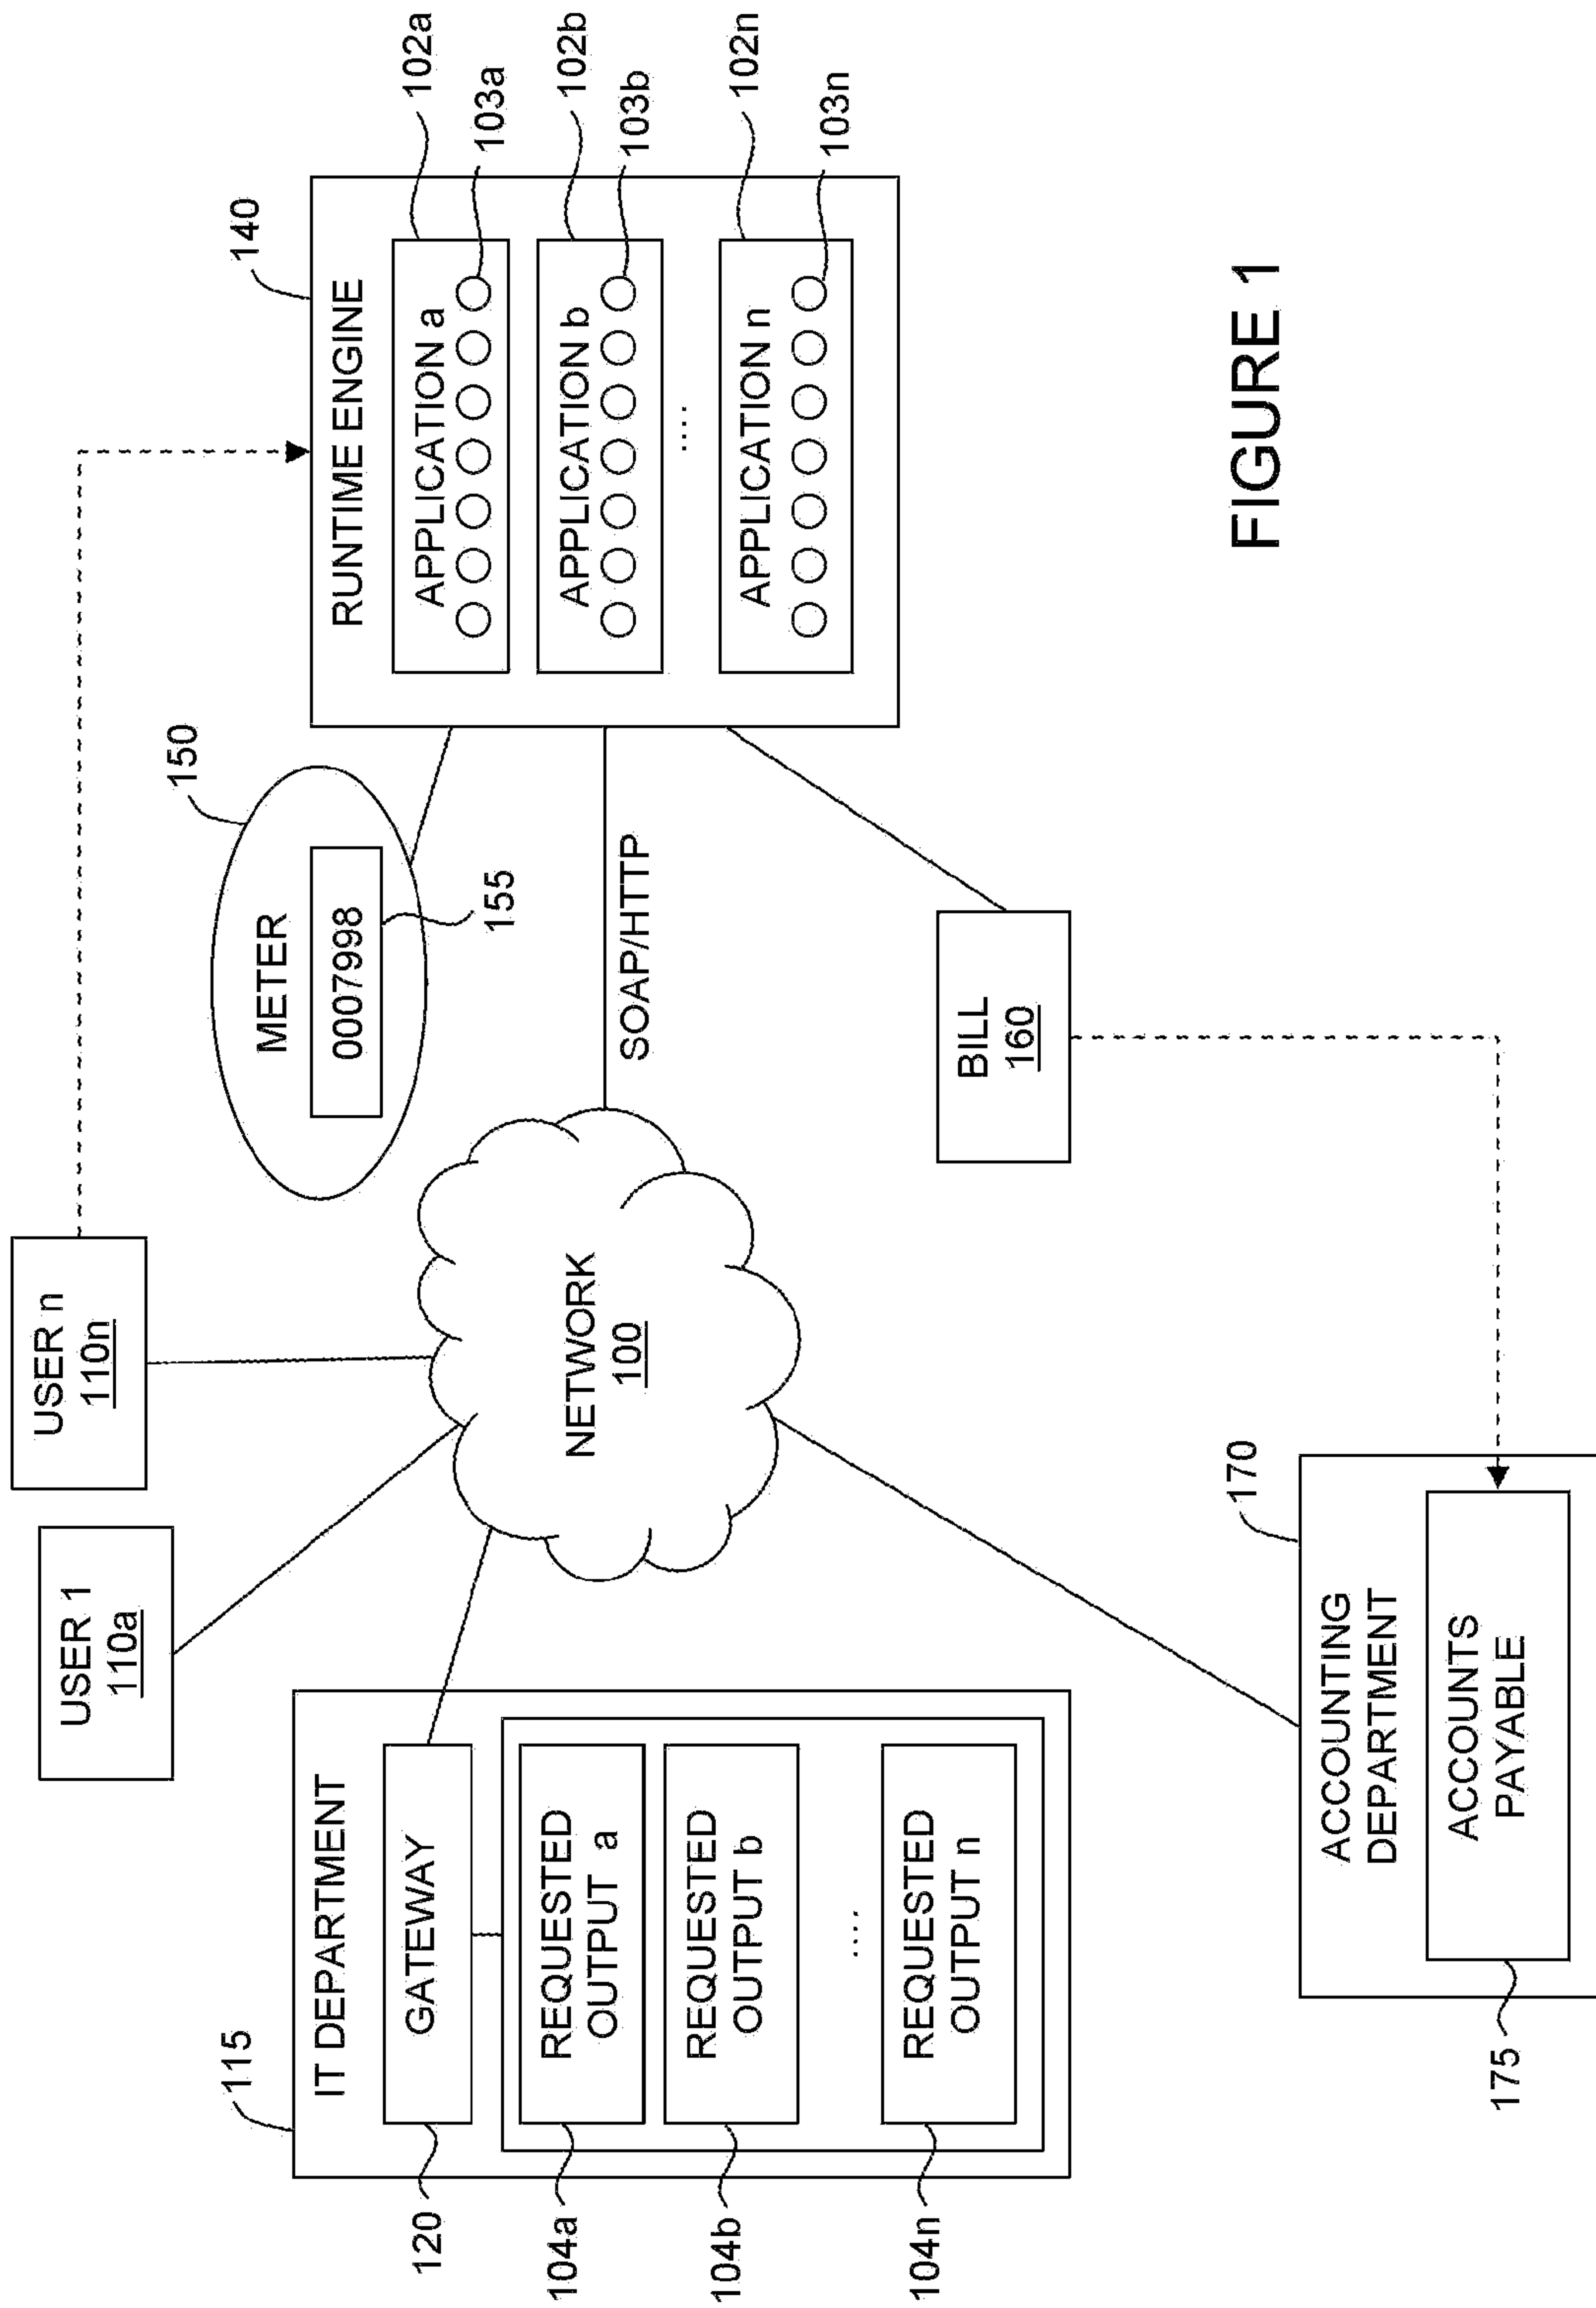 USER 1
110a
USER n
110n
150
METER
0007998
155
140
RUNTIME ENGINE
APPLICATION a
102a
103a
APPLICATION b
102b
103b
....
APPLICATION n
102n
103n
115
IT DEPARTMENT
GATEWAY
120
REQUESTED
OUTPUT a
104a
REQUESTED
OUTPUT b
104b
....
REQUESTED
OUTPUT n
104n
NETWORK
100
SOAP/HTTP
BILL
160
170
ACCOUNTING
DEPARTMENT
ACCOUNTS
PAYABLE
175
FIGURE 1